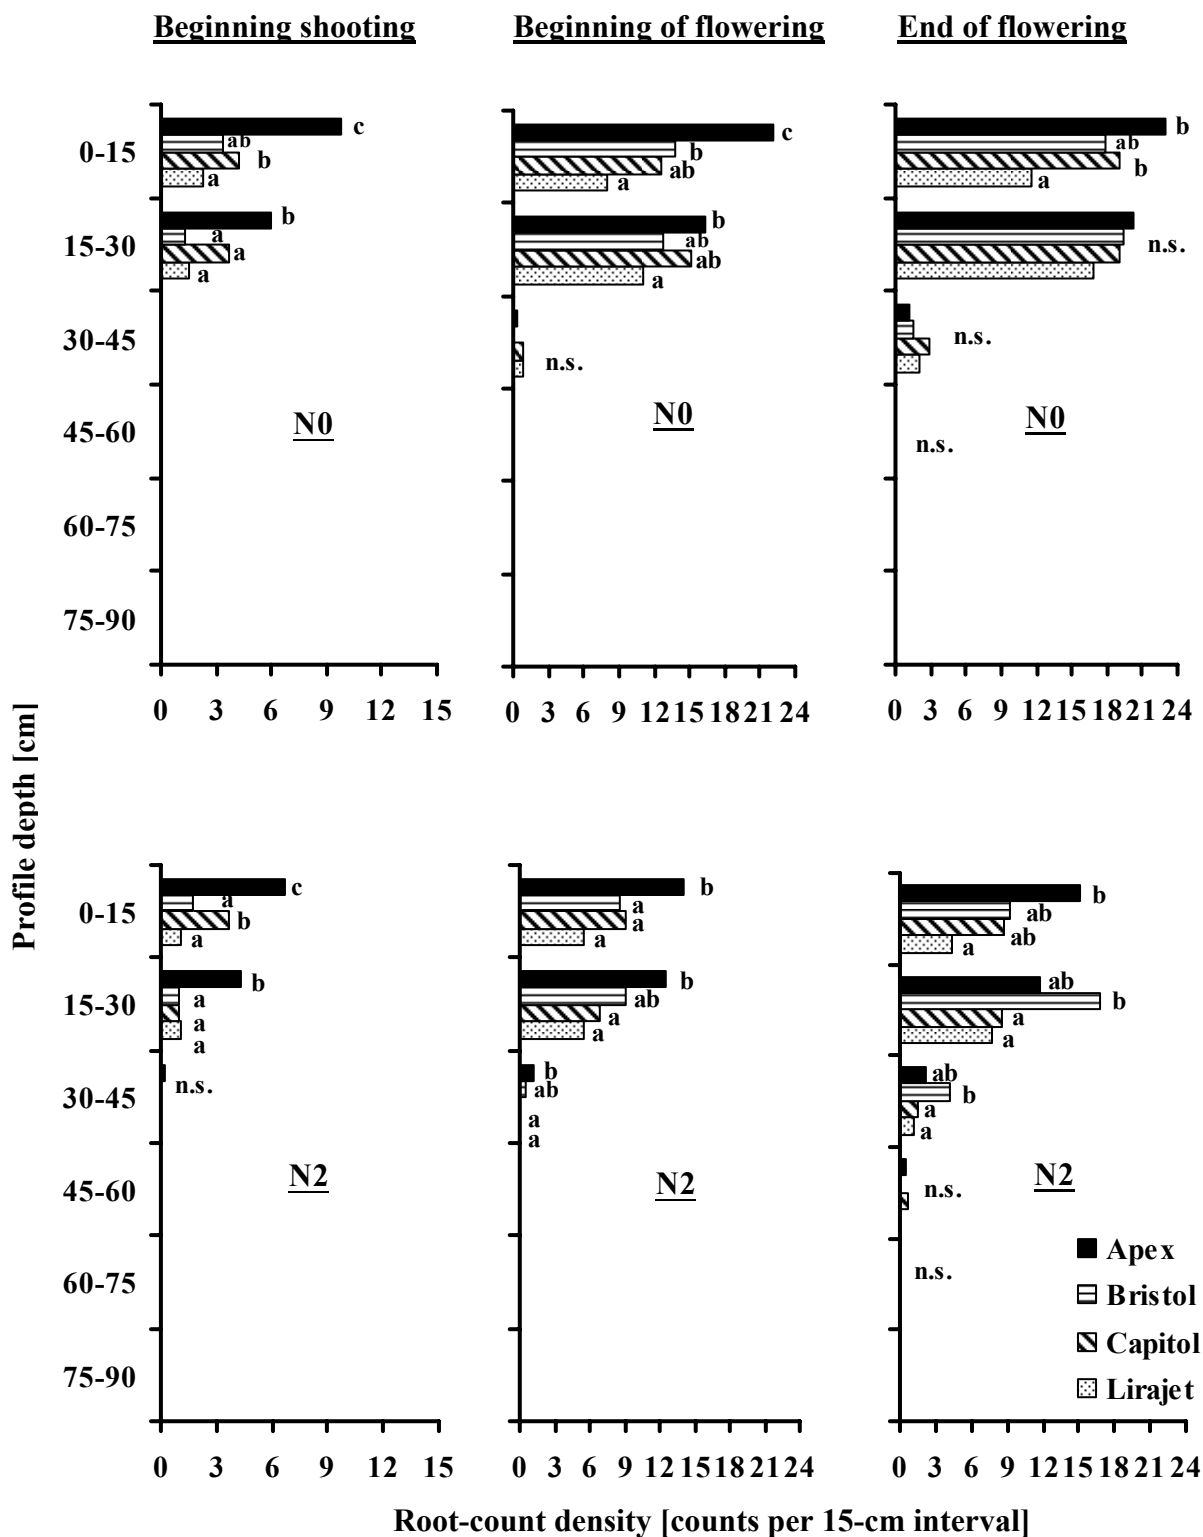 Beginning shooting Beginning of flowering End of flowering
0-15 c ab b a c b ab a b ab b a
15-30 b a a a b ab ab a n.s.
30-45 n.s. n.s.
45-60 N0 N0 N0 n.s.
60-75
75-90
0 3 6 9 12 15 0 3 6 9 12 15 18 21 24 0 3 6 9 12 15 18 21 24
Profile depth [cm]
0-15 c a b a b a a a b ab ab a
15-30 b a a a b ab a a ab b a a
30-45 n.s. b ab a a ab b a a
45-60 N2 N2 n.s. N2
60-75 n.s.
75-90
Apex
Bristol
Capitol
Lirajet
0 3 6 9 12 15 0 3 6 9 12 15 18 21 24 0 3 6 9 12 15 18 21 24
Root-count density [counts per 15-cm interval]